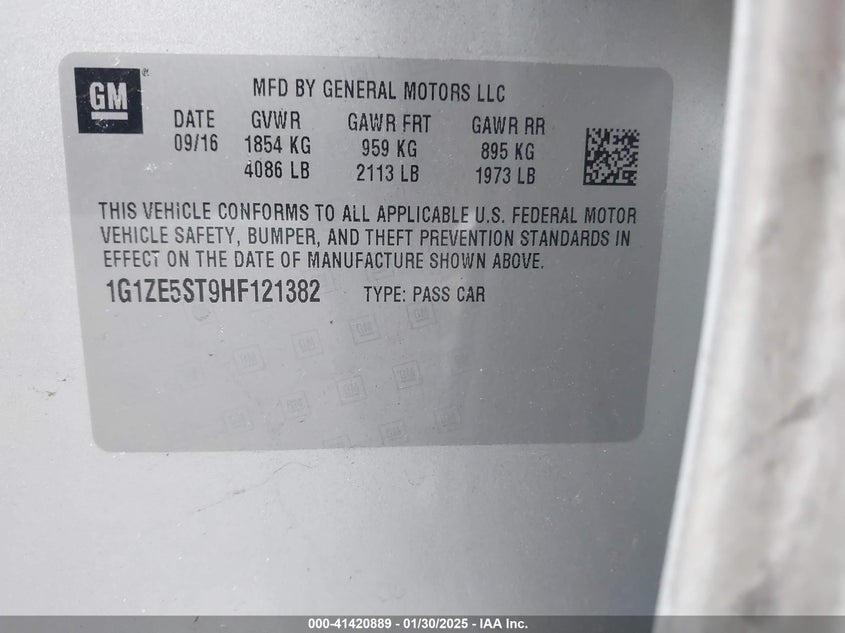 GM
MFD BY GENERAL MOTORS LLC
DATE GVWR GAWR FRT GAWR RR
09/16 1854 KG 959 KG 895 KG
4086 LB 2113 LB 1973 LB
THIS VEHICLE CONFORMS TO ALL APPLICABLE U.S. FEDERAL MOTOR
VEHICLE SAFETY, BUMPER, AND THEFT PREVENTION STANDARDS IN
EFFECT ON THE DATE OF MANUFACTURE SHOWN ABOVE.
1G1ZE5ST9HF121382 TYPE: PASS CAR
000-41420889 - 01/30/2025 - IAA Inc.